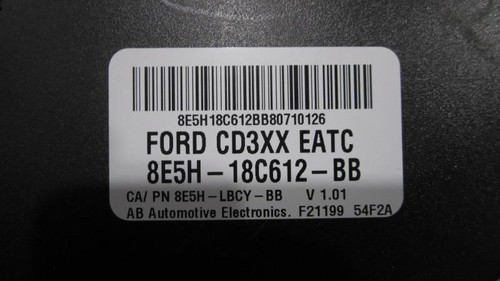 8E5H18C612BB80710126
FORD CD3XX EATC
8E5H-18C612-BB
CA/ PN 8E5H-LBCY-BB V 1.01
AB Automotive Electronics. F21199 54F2A